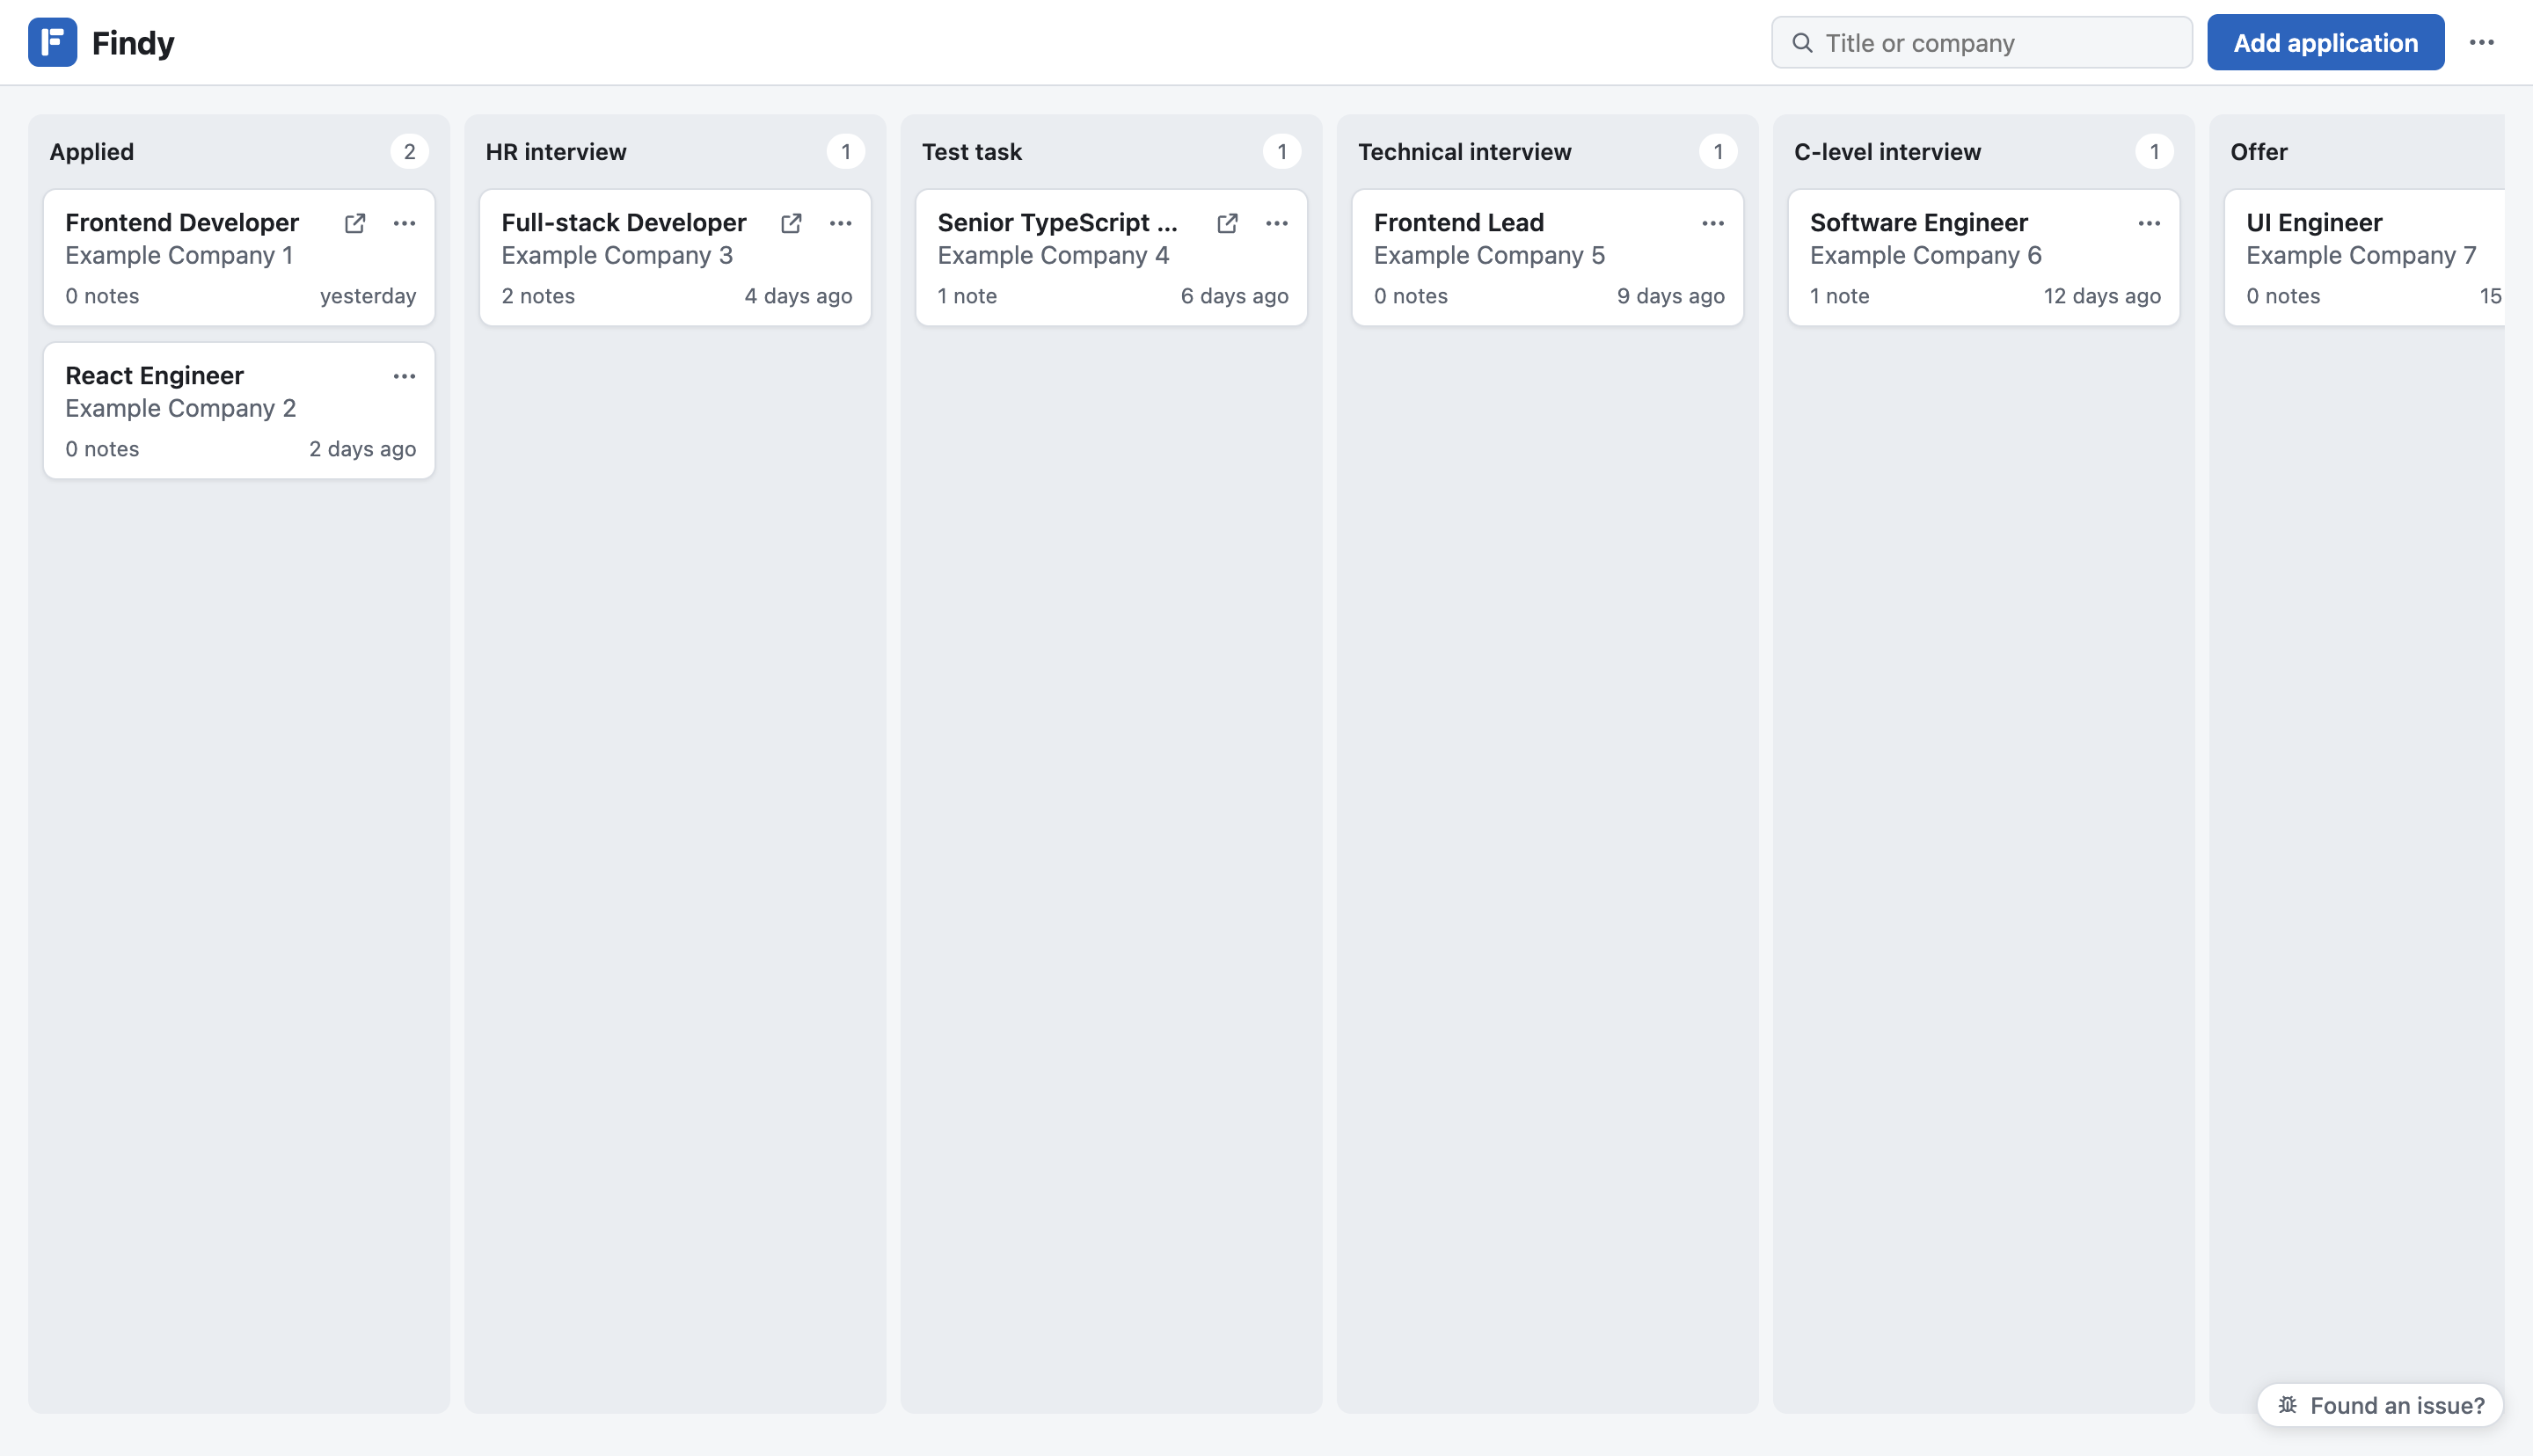 Findy
Title or company
Add application
Applied
2
Frontend Developer
Example Company 1
0 notes
yesterday
React Engineer
Example Company 2
0 notes
2 days ago
HR interview
1
Full-stack Developer
Example Company 3
2 notes
4 days ago
Test task
1
Senior TypeScript ...
Example Company 4
1 note
6 days ago
Technical interview
1
Frontend Lead
Example Company 5
0 notes
9 days ago
C-level interview
1
Software Engineer
Example Company 6
1 note
12 days ago
Offer
UI Engineer
Example Company 7
0 notes
15
Found an issue?